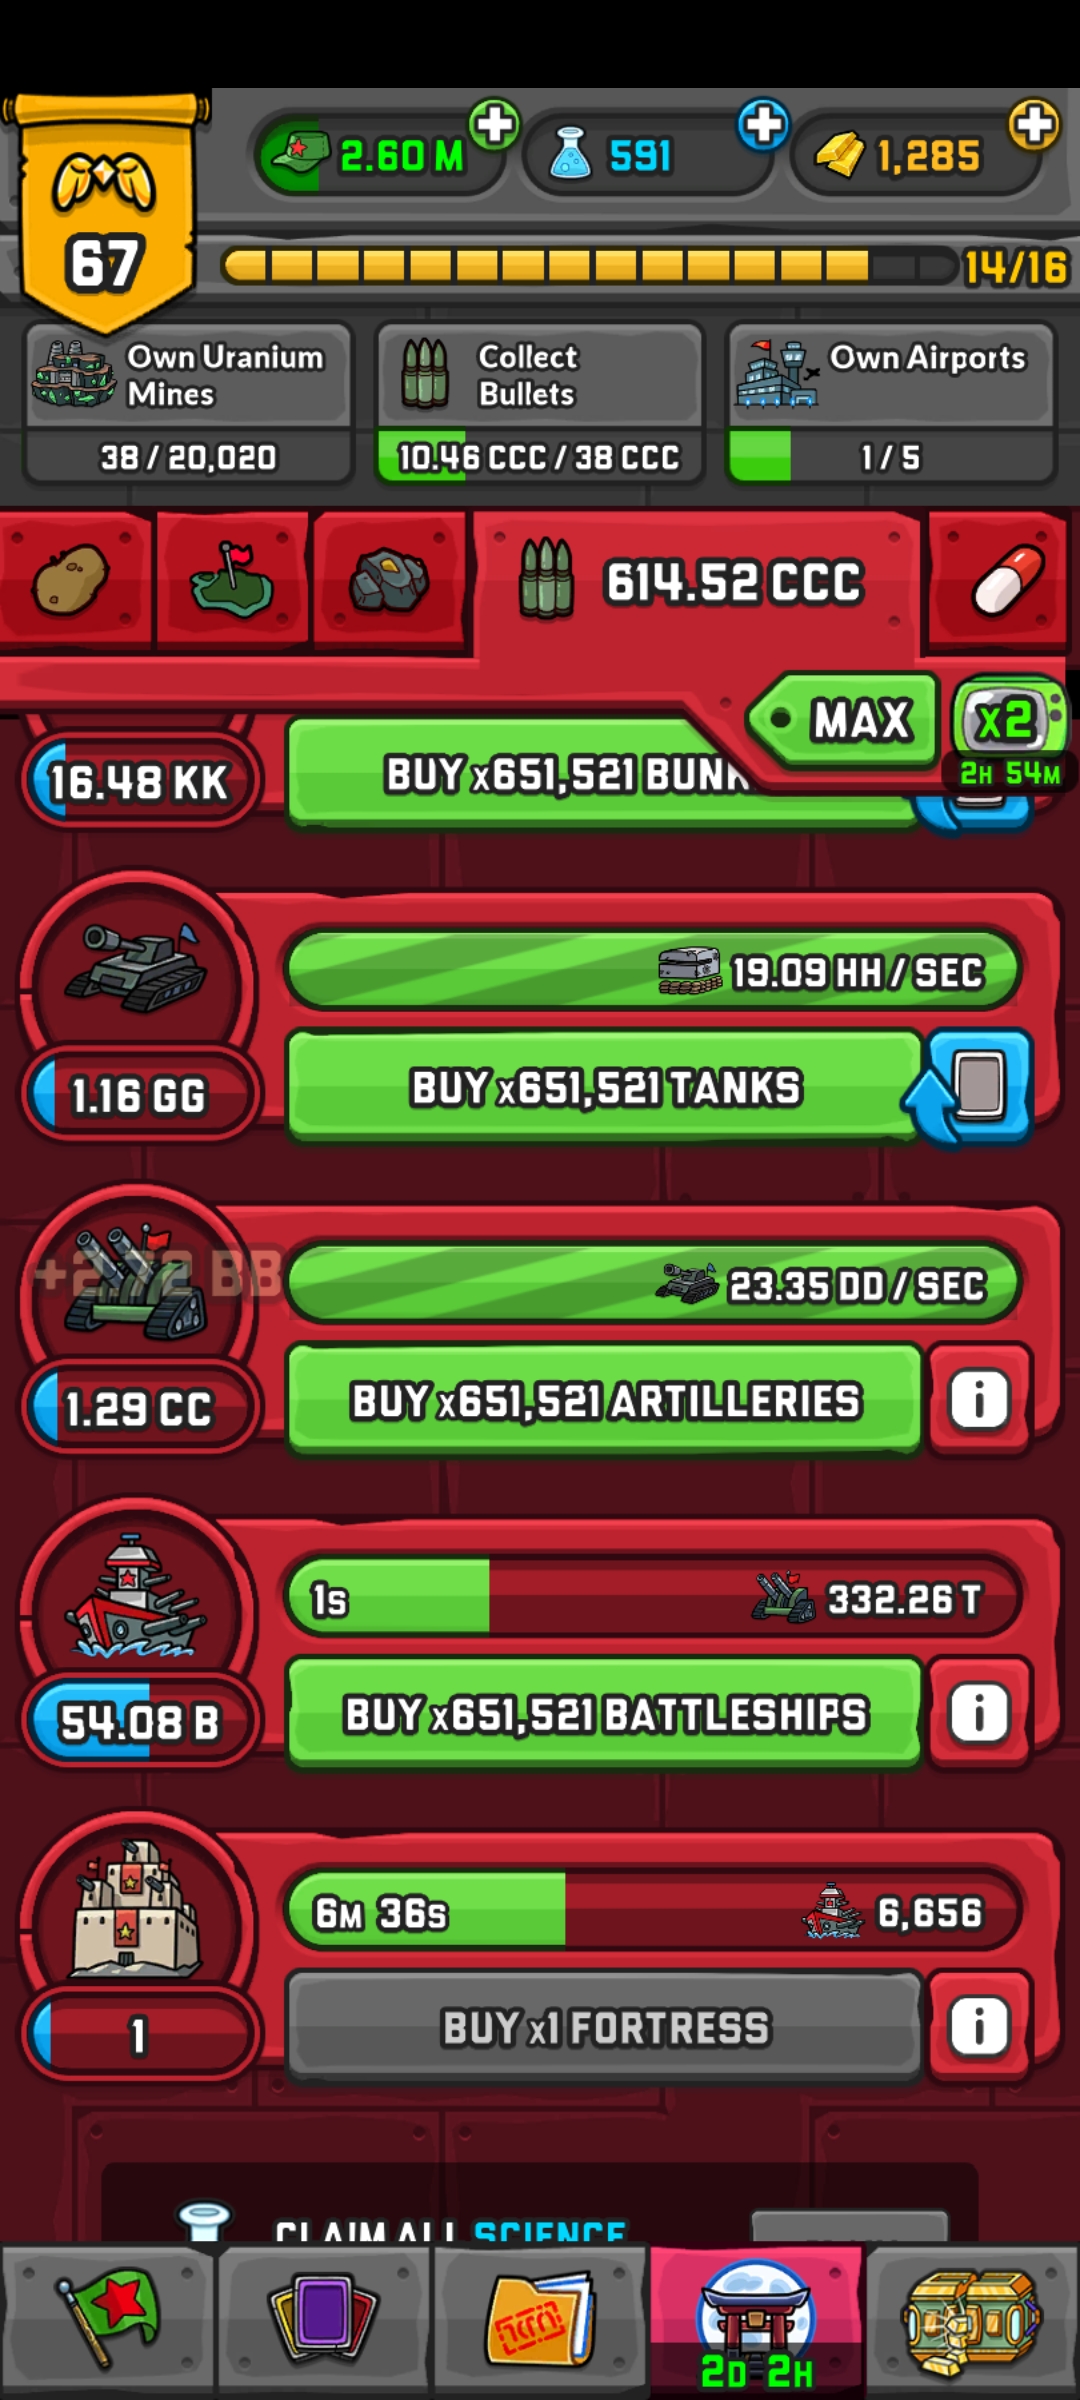 67
2.60 M
591
1,285
14/16
Own Uranium
Mines
38 / 20,020
Collect
Bullets
10.46 CCC / 38 CCC
Own Airports
1 / 5
614.52 CCC
MAX
x2
2H 54M
16.48 KK
BUY x651,521 BUNK
19.09 HH / SEC
1.16 GG
BUY x651,521 TANKS
+2.72 BB
23.35 DD / SEC
1.29 CC
BUY x651,521 ARTILLERIES
1S
332.26 T
54.08 B
BUY x651,521 BATTLESHIPS
6M 36S
6,656
1
BUY x1 FORTRESS
CLAIM ALL SCIENCE
2D 2H